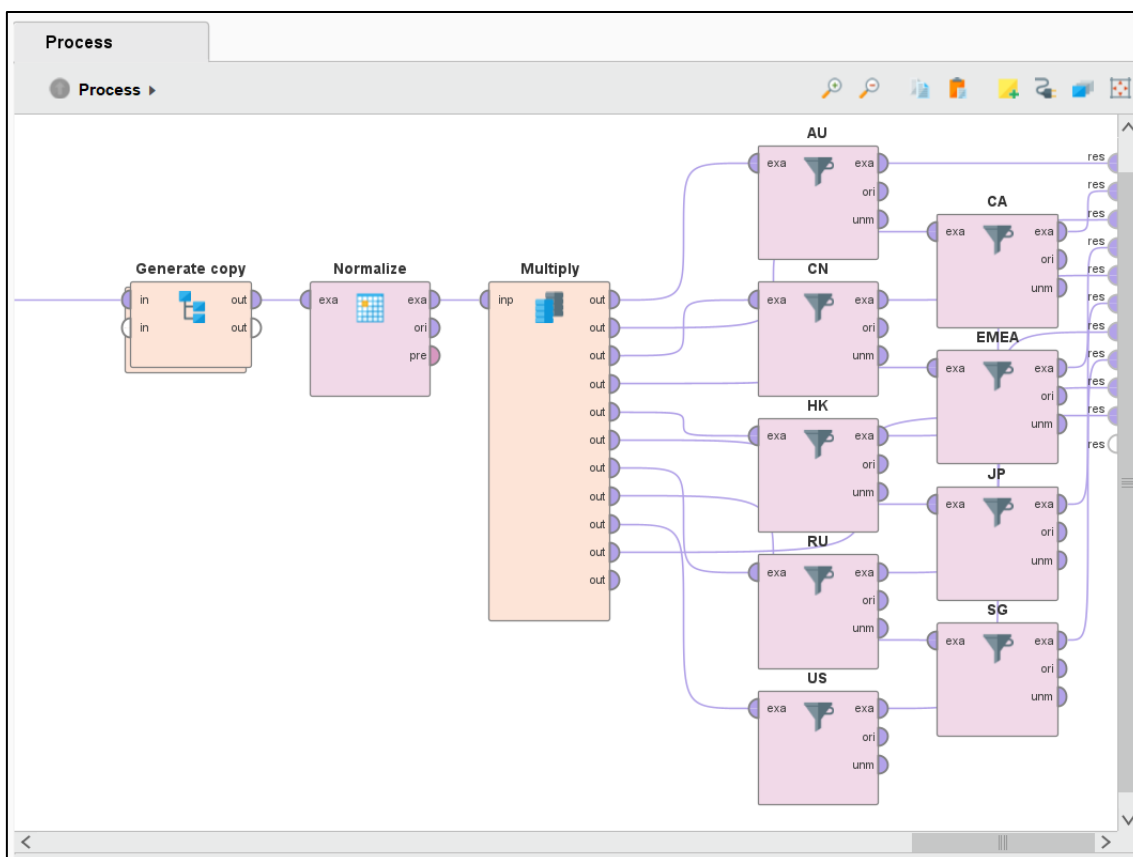 Process
Process
AU
exa exa
ori
unm
CA
exa exa
ori
unm
Generate copy
in out
in out
Normalize
exa exa
ori
pre
Multiply
inp out
out
out
out
out
out
out
out
out
out
out
CN
exa exa
ori
unm
EMEA
exa exa
ori
unm
HK
exa exa
ori
unm
JP
exa exa
ori
unm
RU
exa exa
ori
unm
SG
exa exa
ori
unm
US
exa exa
ori
unm
res
res
res
res
res
res
res
res
res
res
res